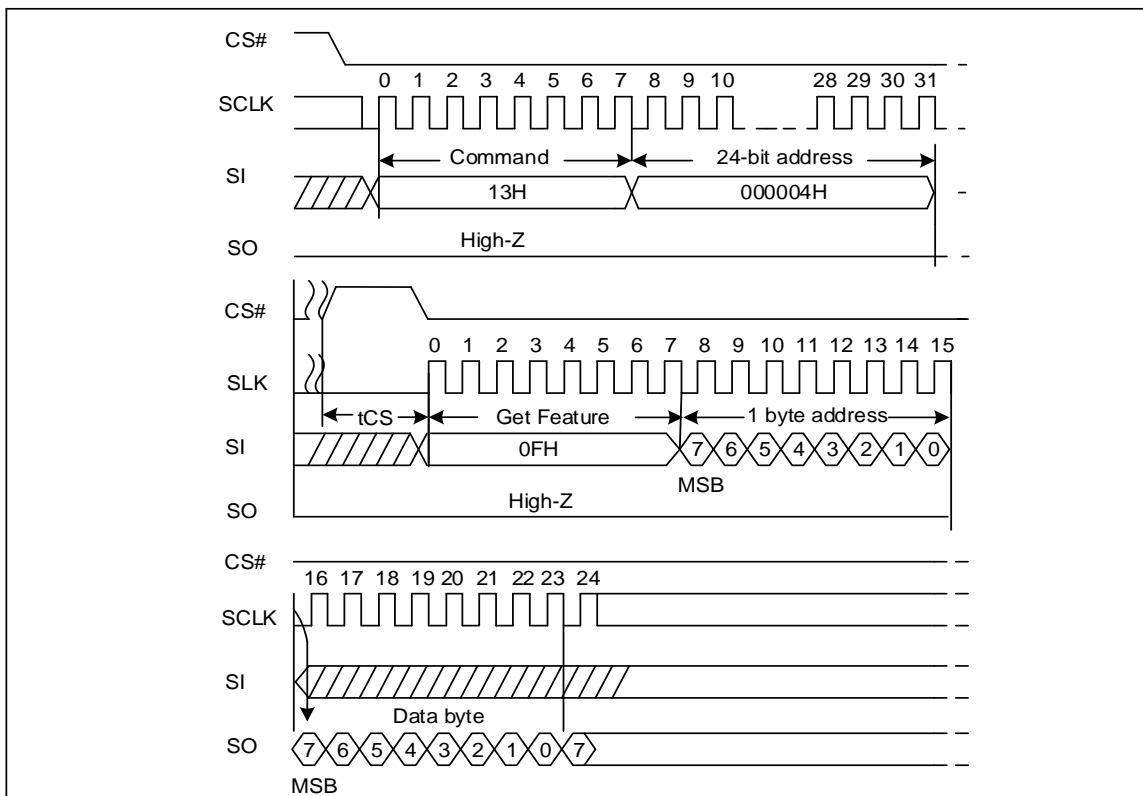 CS#
0 1 2 3 4 5 6 7 8 9 10 28 29 30 31
SCLK
Command 24-bit address
SI
13H 000004H
High-Z
SO
CS#
0 1 2 3 4 5 6 7 8 9 10 11 12 13 14 15
SLK
tCS Get Feature 1 byte address
SI
0FH 7 6 5 4 3 2 1 0
MSB
High-Z
SO
CS#
16 17 18 19 20 21 22 23 24
SCLK
SI
Data byte
SO 7 6 5 4 3 2 1 0 7
MSB